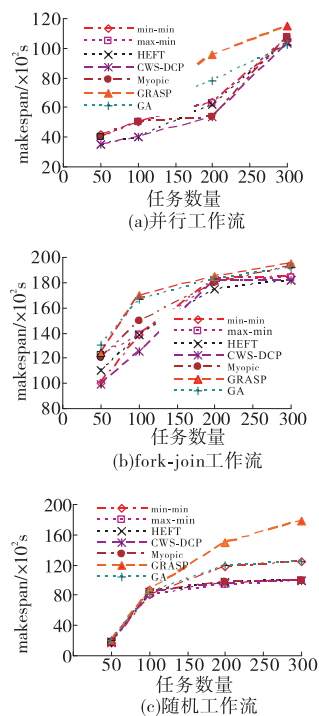 makespan/×10²s
120
100
80
60
40
20
min-min
max-min
HEFT
CWS-DCP
Myopic
GRASP
GA
0 50 100 150 200 250 300
任务数量
(a)并行工作流
makespan/×10²s
200
180
160
140
120
100
80
min-min
max-min
HEFT
CWS-DCP
Myopic
GRASP
GA
0 50 100 150 200 250 300
任务数量
(b)fork-join工作流
makespan/×10²s
200
160
120
80
40
0
min-min
max-min
HEFT
CWS-DCP
Myopic
GRASP
GA
50 100 200 300
任务数量
(c)随机工作流